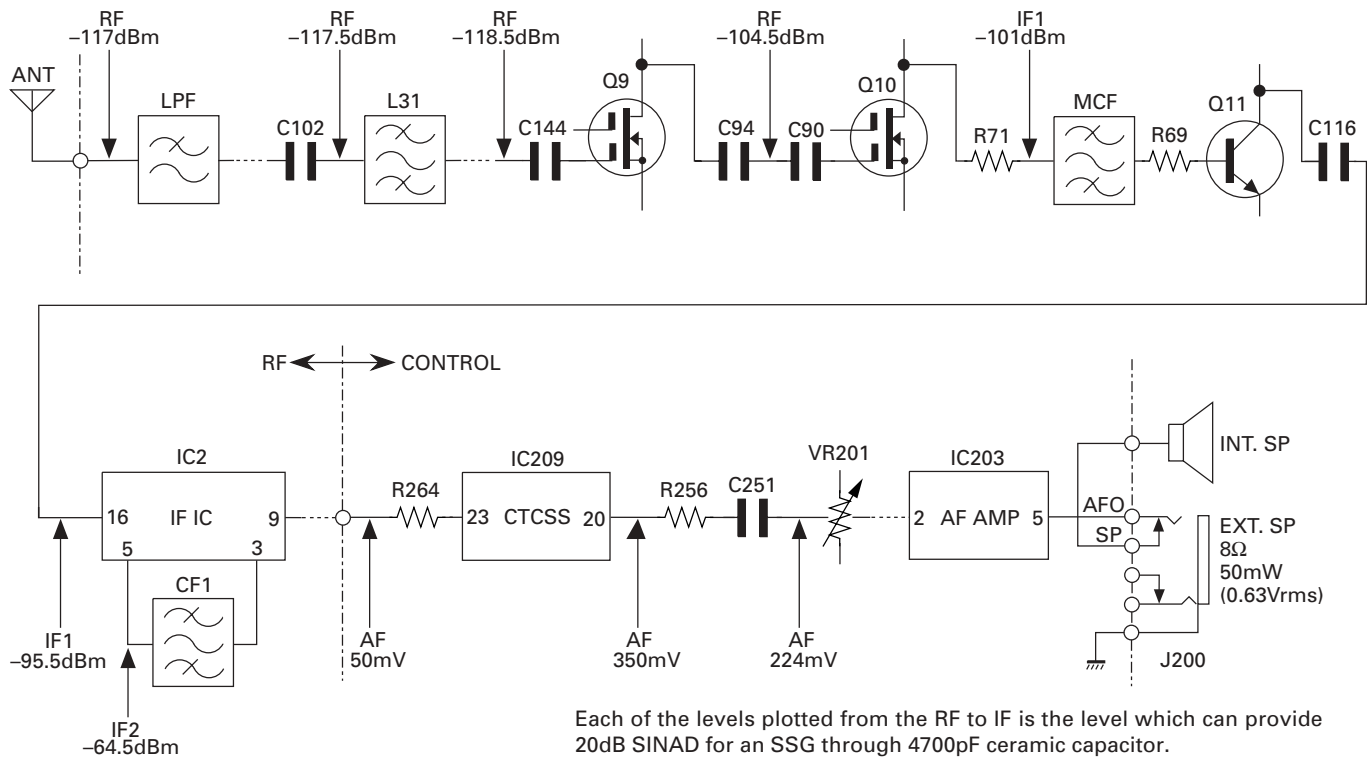 RF
–117dBm
RF
–117.5dBm
RF
–118.5dBm
RF
–104.5dBm
IF1
–101dBm
ANT
LPF
C102
L31
C144
Q9
C94
C90
Q10
R71
MCF
R69
Q11
C116
RF
CONTROL
IC2
16
IF IC
9
5
3
CF1
IF1
–95.5dBm
IF2
–64.5dBm
AF
50mV
R264
IC209
23
CTCSS
20
AF
350mV
R256
C251
AF
224mV
VR201
IC203
2
AF AMP
5
INT. SP
AFO
SP
EXT. SP
8Ω
50mW
(0.63Vrms)
J200
Each of the levels plotted from the RF to IF is the level which can provide
20dB SINAD for an SSG through 4700pF ceramic capacitor.